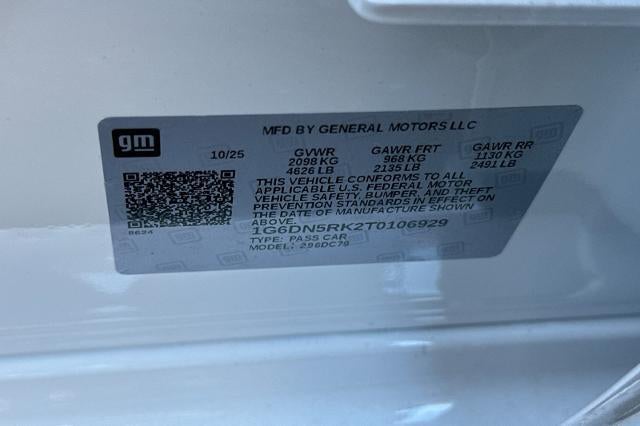 gm
MFD BY GENERAL MOTORS LLC
10/25 GVWR GAWR FRT GAWR RR
2098 KG 968 KG 1130 KG
4626 LB 2135 LB 2491 LB
THIS VEHICLE CONFORMS TO ALL
APPLICABLE U.S. FEDERAL MOTOR
VEHICLE SAFETY, BUMPER, AND THEFT
PREVENTION STANDARDS IN EFFECT ON
THE DATE OF MANUFACTURE SHOWN
ABOVE.
8624
1G6DN5RK2T0106929
TYPE: PASS CAR
MODEL: 296DC79